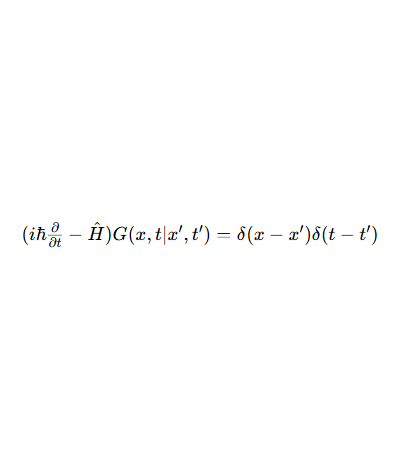 (iℏ ∂/∂t − Ĥ)G(x, t|x′, t′) = δ(x − x′)δ(t − t′)